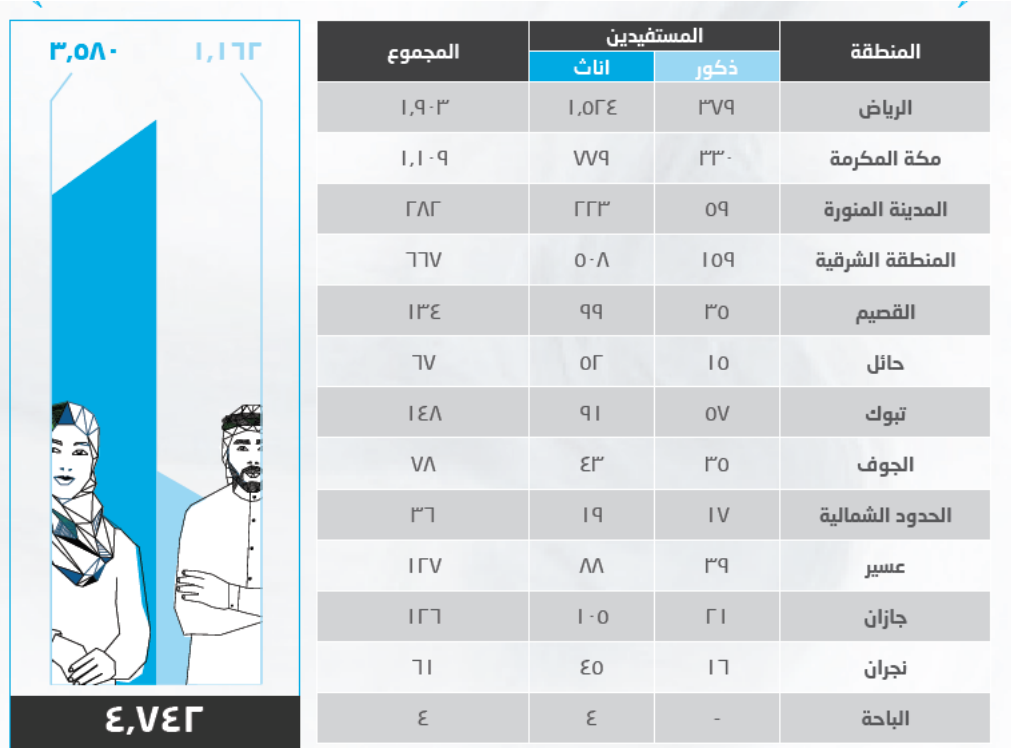 المنطقة المستفيدين المجموع
ذكور اناث
الرياض ٣٧٩ ١,٥٢٤ ١,٩٠٣
مكة المكرمة ٣٣٠ ٧٧٩ ١,١٠٩
المدينة المنورة ٥٩ ٢٢٣ ٢٨٢
المنطقة الشرقية ١٥٩ ٥٠٨ ٦٦٧
القصيم ٣٥ ٩٩ ١٣٤
حائل ١٥ ٥٢ ٦٧
تبوك ٥٧ ٩١ ١٤٨
الجوف ٣٥ ٤٣ ٧٨
الحدود الشمالية ١٧ ١٩ ٣٦
عسير ٣٩ ٨٨ ١٢٧
جازان ٢١ ١٠٥ ١٢٦
نجران ١٦ ٤٥ ٦١
الباحة - ٤ ٤
١,١٦٢ ٣,٥٨٠
٤,٧٤٢